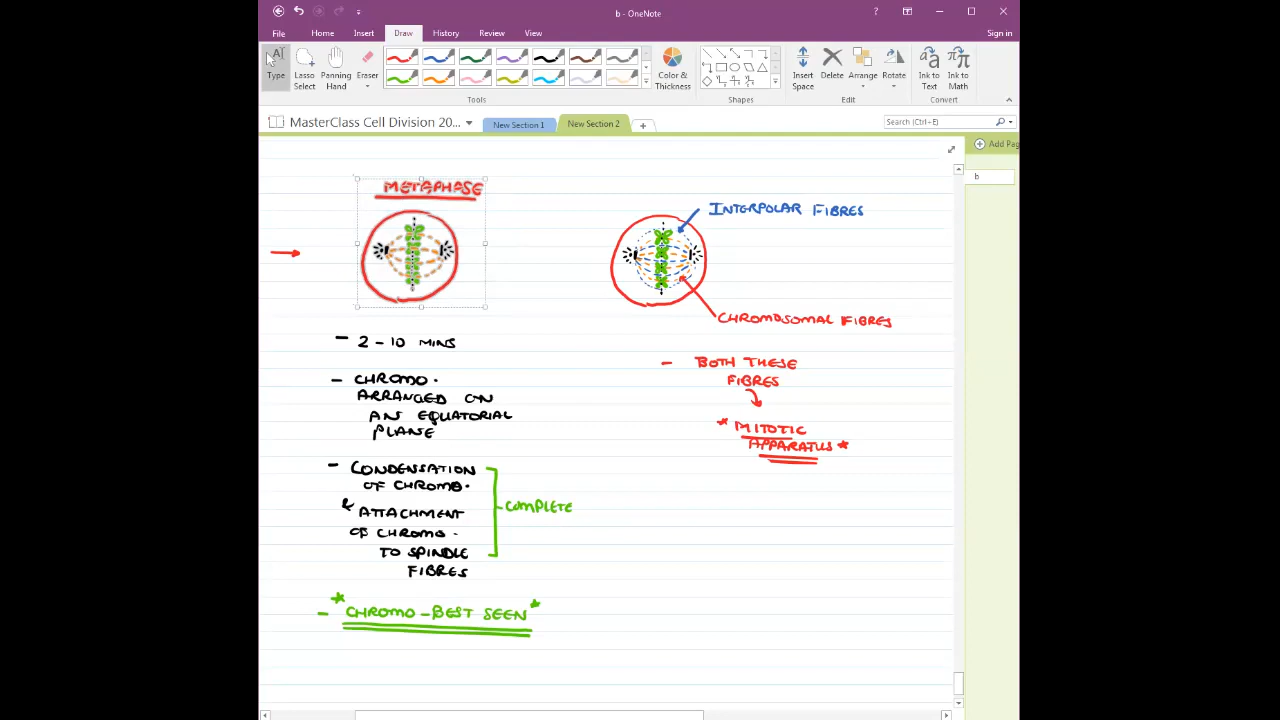 b - OneNote
?
File
Home
Insert
Draw
History
Review
View
Sign in
Type
Lasso Select
Panning Hand
Eraser
Color & Thickness
Insert Space
Delete
Arrange
Rotate
Ink to Text
Ink to Math
Tools
Shapes
Edit
Convert
MasterClass Cell Division 20...
New Section 1
New Section 2
Search (Ctrl+E)
Add Pag
b
METAPHASE
- 2 - 10 MINS
- CHROMO.
ARRANGED ON
AN EQUATORIAL
PLANE
- CONDENSATION
OF CHROMO.
& ATTACHMENT
OF CHROMO.
TO SPINDLE
FIBRES
COMPLETE
- * CHROMO - BEST SEEN *
INTERPOLAR FIBRES
CHROMOSOMAL FIBRES
- BOTH THESE
FIBRES
* MITOTIC
APPARATUS *